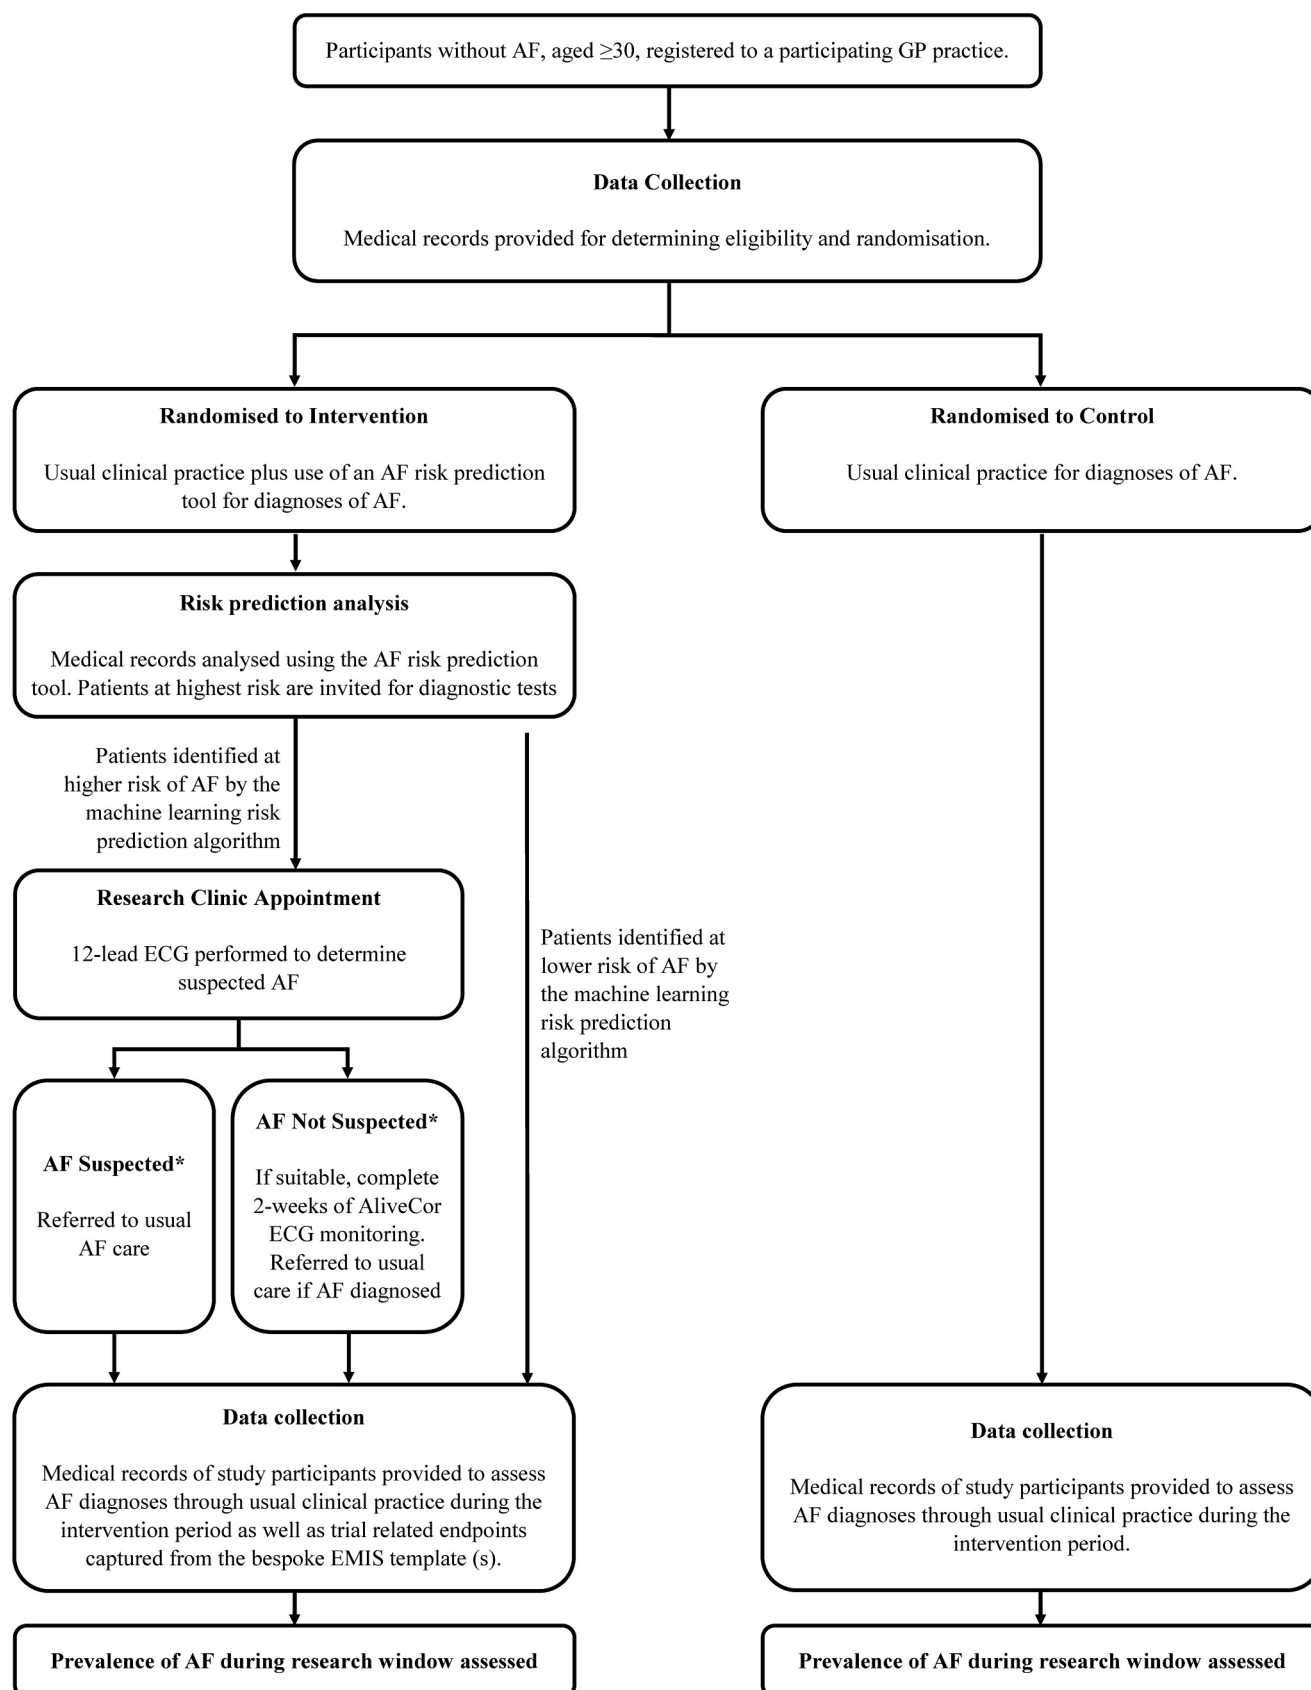 Participants without AF, aged ≥30, registered to a participating GP practice.
Data Collection
Medical records provided for determining eligibility and randomisation.
Randomised to Intervention
Usual clinical practice plus use of an AF risk prediction
tool for diagnoses of AF.
Randomised to Control
Usual clinical practice for diagnoses of AF.
Risk prediction analysis
Medical records analysed using the AF risk prediction
tool. Patients at highest risk are invited for diagnostic tests
Patients identified at
higher risk of AF by the
machine learning risk
prediction algorithm
Research Clinic Appointment
12-lead ECG performed to determine
suspected AF
Patients identified at
lower risk of AF by
the machine learning
risk prediction
algorithm
AF Suspected*
Referred to usual
AF care
AF Not Suspected*
If suitable, complete
2-weeks of AliveCor
ECG monitoring.
Referred to usual
care if AF diagnosed
Data collection
Medical records of study participants provided to assess
AF diagnoses through usual clinical practice during the
intervention period as well as trial related endpoints
captured from the bespoke EMIS template (s).
Data collection
Medical records of study participants provided to assess
AF diagnoses through usual clinical practice during the
intervention period.
Prevalence of AF during research window assessed
Prevalence of AF during research window assessed